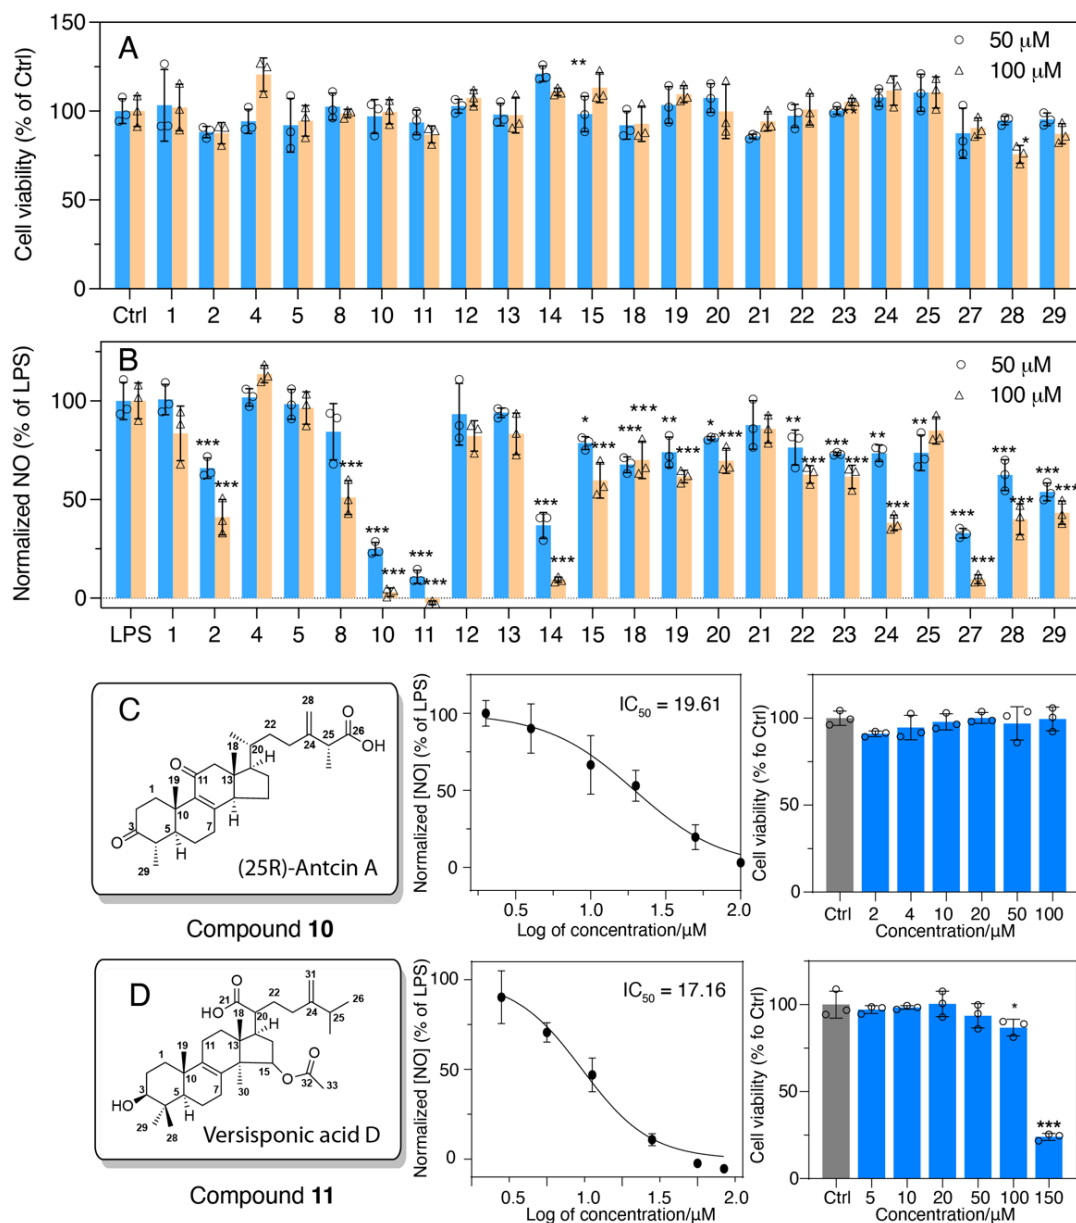 A
Cell viability (% of Ctrl)
150
100
50
0
○ 50 μM
△ 100 μM
**
**
*
Ctrl 1 2 4 5 8 10 11 12 13 14 15 18 19 20 21 22 23 24 25 27 28 29
B
Normalized NO (% of LPS)
100
50
0
○ 50 μM
△ 100 μM
*** *** *** *** *** *** *** *** *** * *** *** *** ** *** * *** ** *** *** *** ** *** ** *** *** *** *** *** ***
LPS 1 2 4 5 8 10 11 12 13 14 15 18 19 20 21 22 23 24 25 27 28 29
C
28
22
O
26
OH
24
25
18
20
H
O
11
19
13
1
10
H
3
5
7
O
H
29
(25R)-Antcin A
Compound 10
Normalized [NO] (% of LPS)
100
50
0
IC50 = 19.61
0.5 1.0 1.5 2.0
Log of concentration/μM
Cell viability (% fo Ctrl)
100
50
0
Ctrl 2 4 10 20 50 100
Concentration/μM
D
O
31
21
22
26
HO
24
18
20
25
H
11
19
13
O
1
10
15
O
32
33
3
5
7
30
HO
H
29
28
Versisponic acid D
Compound 11
Normalized [NO] (% of LPS)
100
50
0
IC50 = 17.16
0.5 1.0 1.5 2.0
Log of concentration/μM
Cell viability (% fo Ctrl)
100
50
0
*
***
Ctrl 5 10 20 50 100 150
Concentration/μM